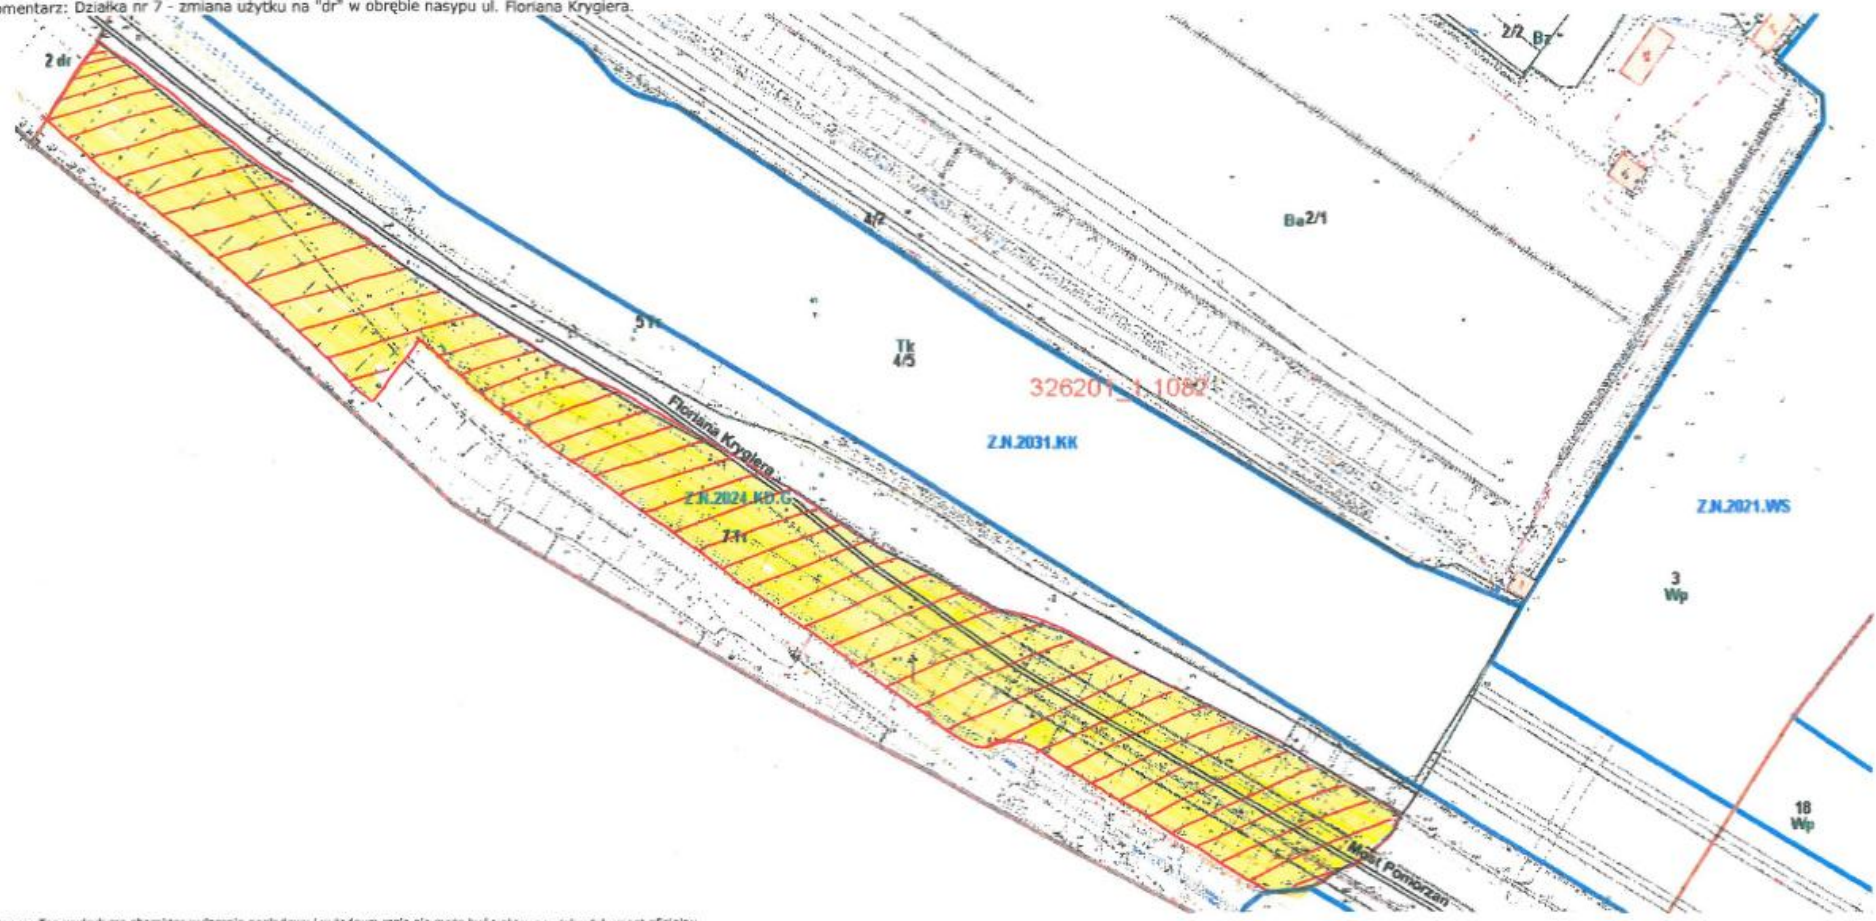 omentarz: Działka nr 7 - zmiana użytku na "dr" w obrębie nasypu ul. Floriana Krygiera.
2/2 Bz
2 dr
4/2
Ba 2/1
5 Tr
Tk
4/5
326201_1.1082
Floriana Krygiera
Z.N.2031.KK
Z.N.2024.KD.G
Z.N.2021.WS
7 Tr
3
Wp
18
Wp
Most Pomorzan